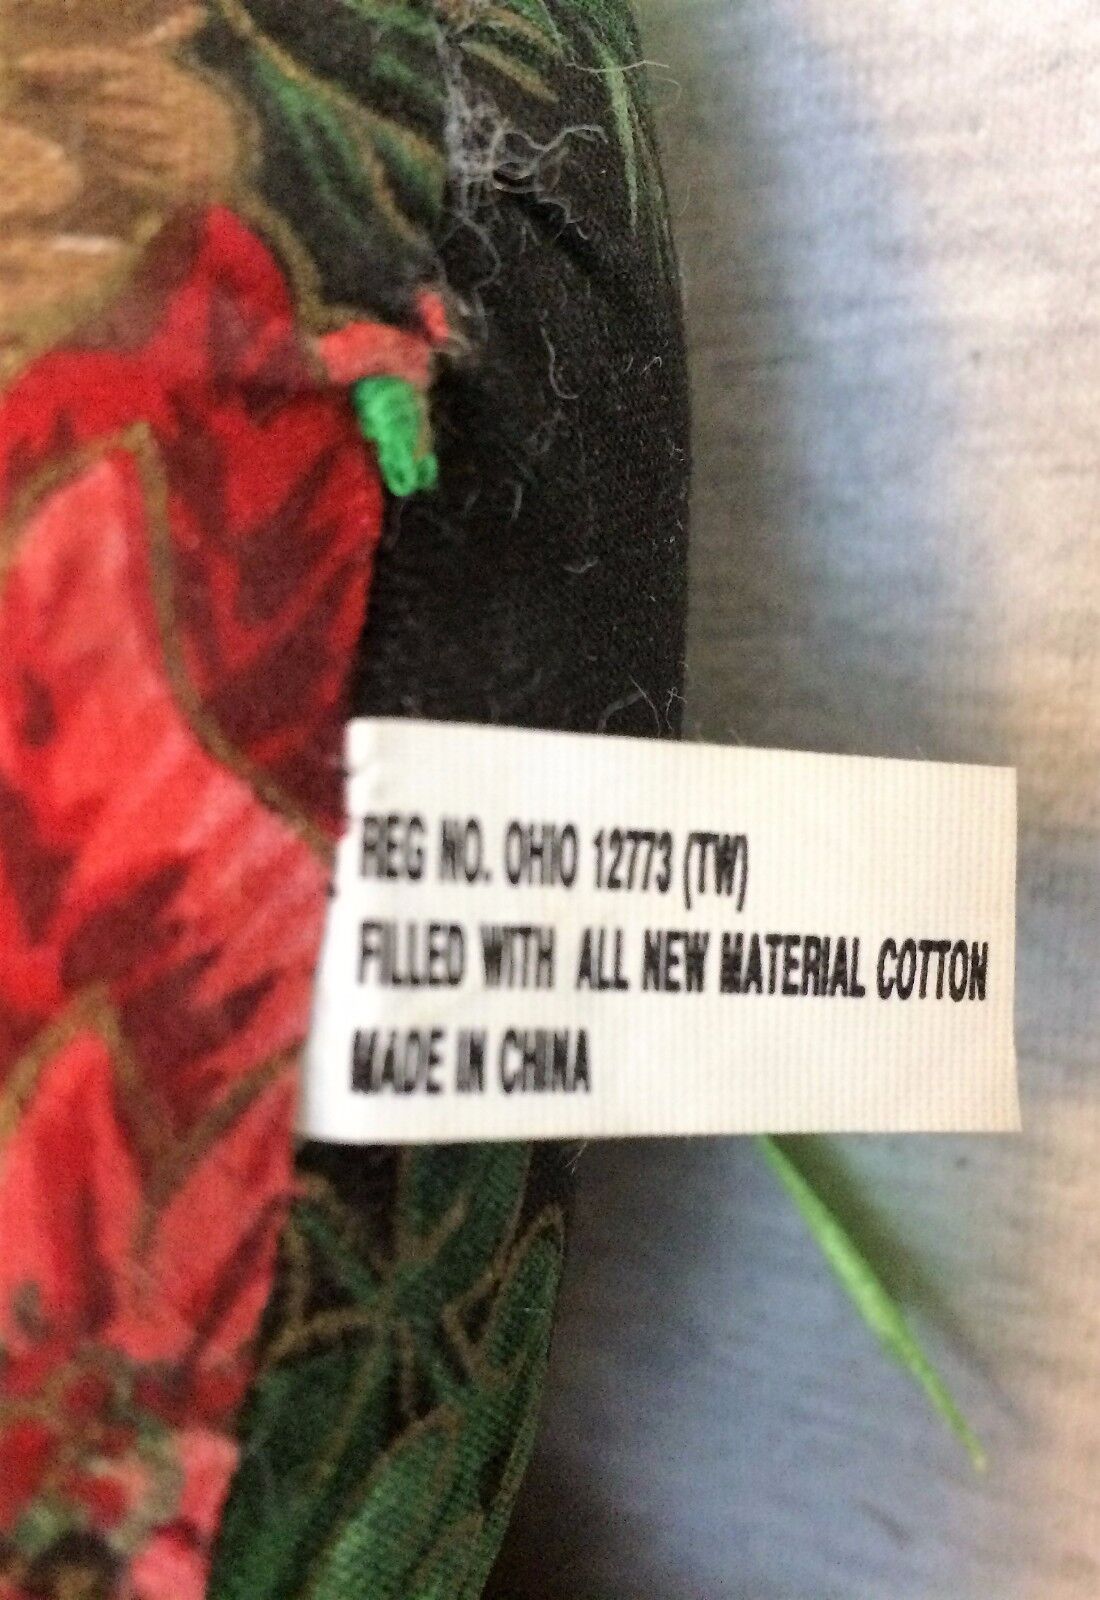 REG NO. OHIO 12773 (TW)
FILLED WITH ALL NEW MATERIAL COTTON
MADE IN CHINA